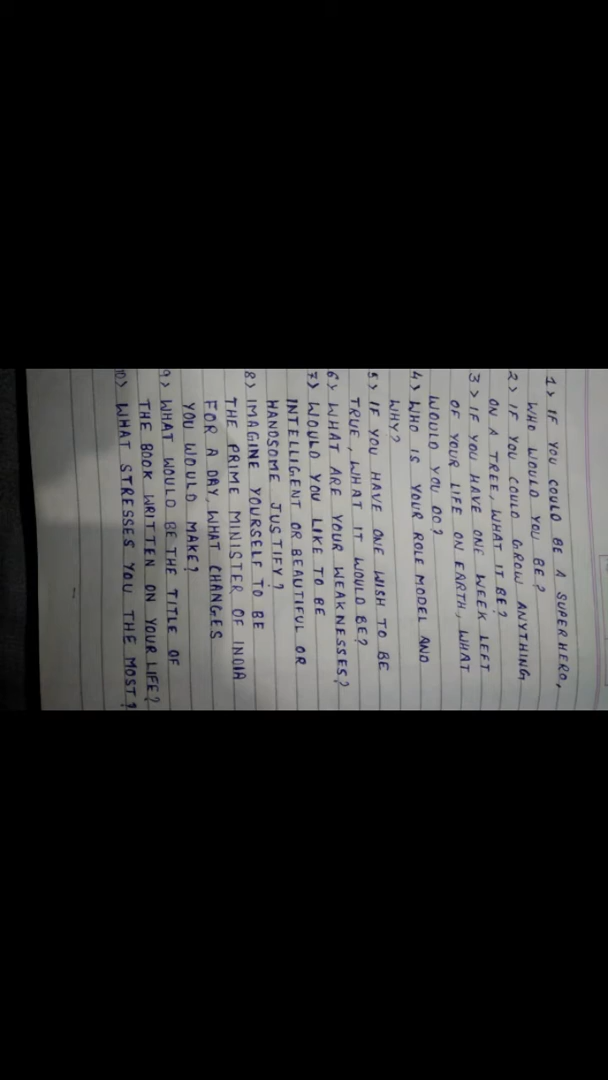 1> IF YOU COULD BE A SUPERHERO,
WHO WOULD YOU BE?
2> IF YOU COULD GROW ANYTHING
ON A TREE, WHAT IT BE?
3> IF YOU HAVE ONE WEEK LEFT
OF YOUR LIFE ON EARTH, WHAT
WOULD YOU DO?
4> WHO IS YOUR ROLE MODEL AND
WHY?
5> IF YOU HAVE ONE WISH TO BE
TRUE, WHAT IT WOULD BE?
6> WHAT ARE YOUR WEAKNESSES?
7> WOULD YOU LIKE TO BE
INTELLIGENT OR BEAUTIFUL OR
HANDSOME JUSTIFY?
8> IMAGINE YOURSELF TO BE
THE PRIME MINISTER OF INDIA
FOR A DAY, WHAT CHANGES
YOU WOULD MAKE?
9> WHAT WOULD BE THE TITLE OF
THE BOOK WRITTEN ON YOUR LIFE?
10> WHAT STRESSES YOU THE MOST?